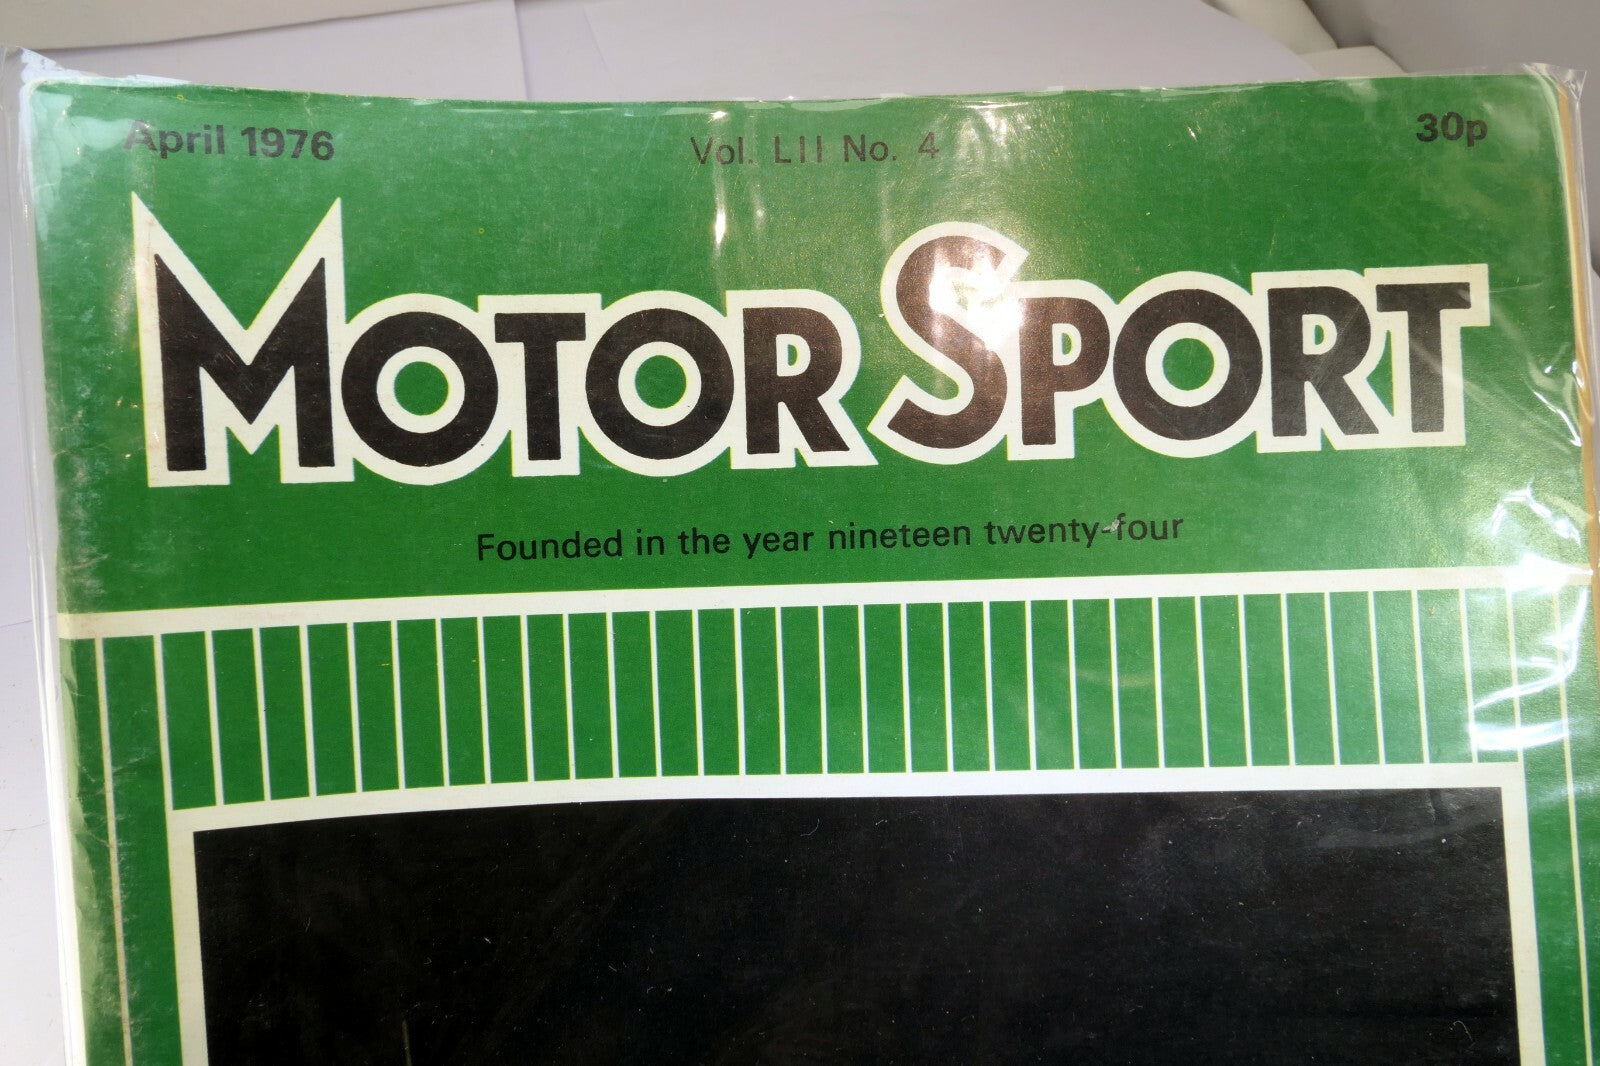 April 1976 Vol. LII No. 4 30p
MOTOR SPORT
Founded in the year nineteen twenty-four